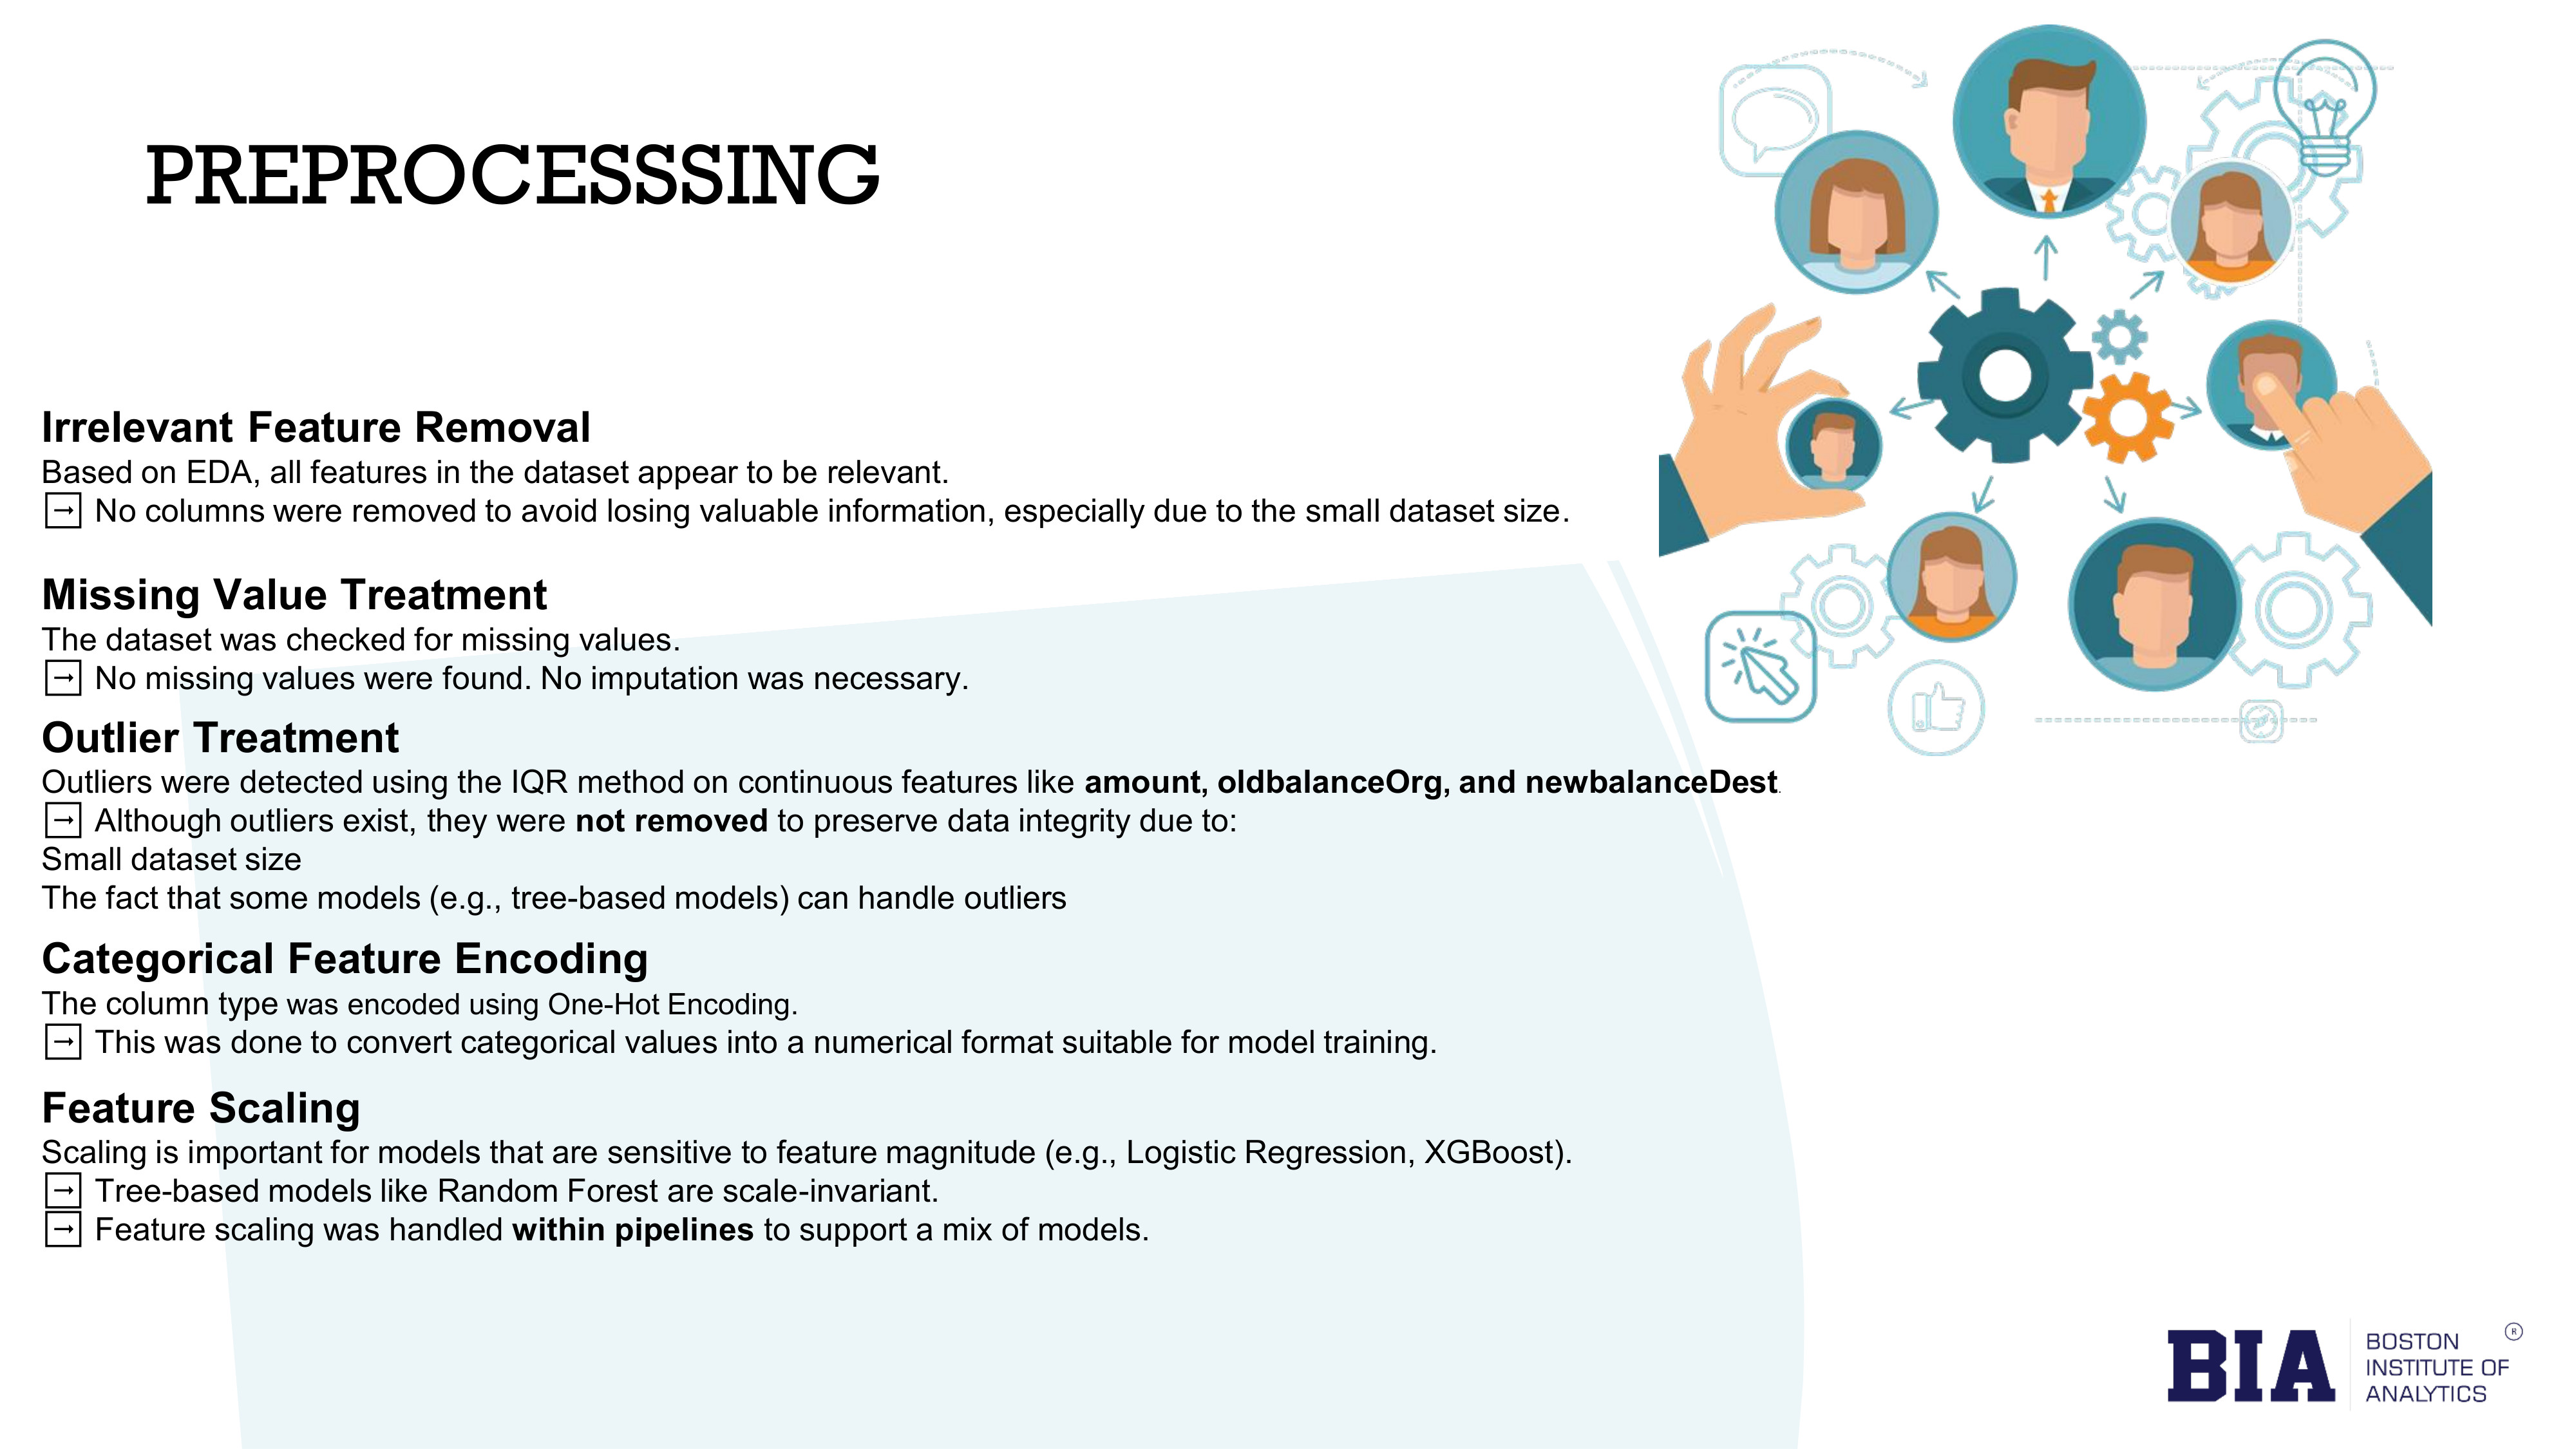 PREPROCESSSING
Irrelevant Feature Removal
Based on EDA, all features in the dataset appear to be relevant.
→ No columns were removed to avoid losing valuable information, especially due to the small dataset size.
Missing Value Treatment
The dataset was checked for missing values.
→ No missing values were found. No imputation was necessary.
Outlier Treatment
Outliers were detected using the IQR method on continuous features like amount, oldbalanceOrg, and newbalanceDest.
→ Although outliers exist, they were not removed to preserve data integrity due to:
Small dataset size
The fact that some models (e.g., tree-based models) can handle outliers
Categorical Feature Encoding
The column type was encoded using One-Hot Encoding.
→ This was done to convert categorical values into a numerical format suitable for model training.
Feature Scaling
Scaling is important for models that are sensitive to feature magnitude (e.g., Logistic Regression, XGBoost).
→ Tree-based models like Random Forest are scale-invariant.
→ Feature scaling was handled within pipelines to support a mix of models.
BIA
BOSTON ®
INSTITUTE OF
ANALYTICS